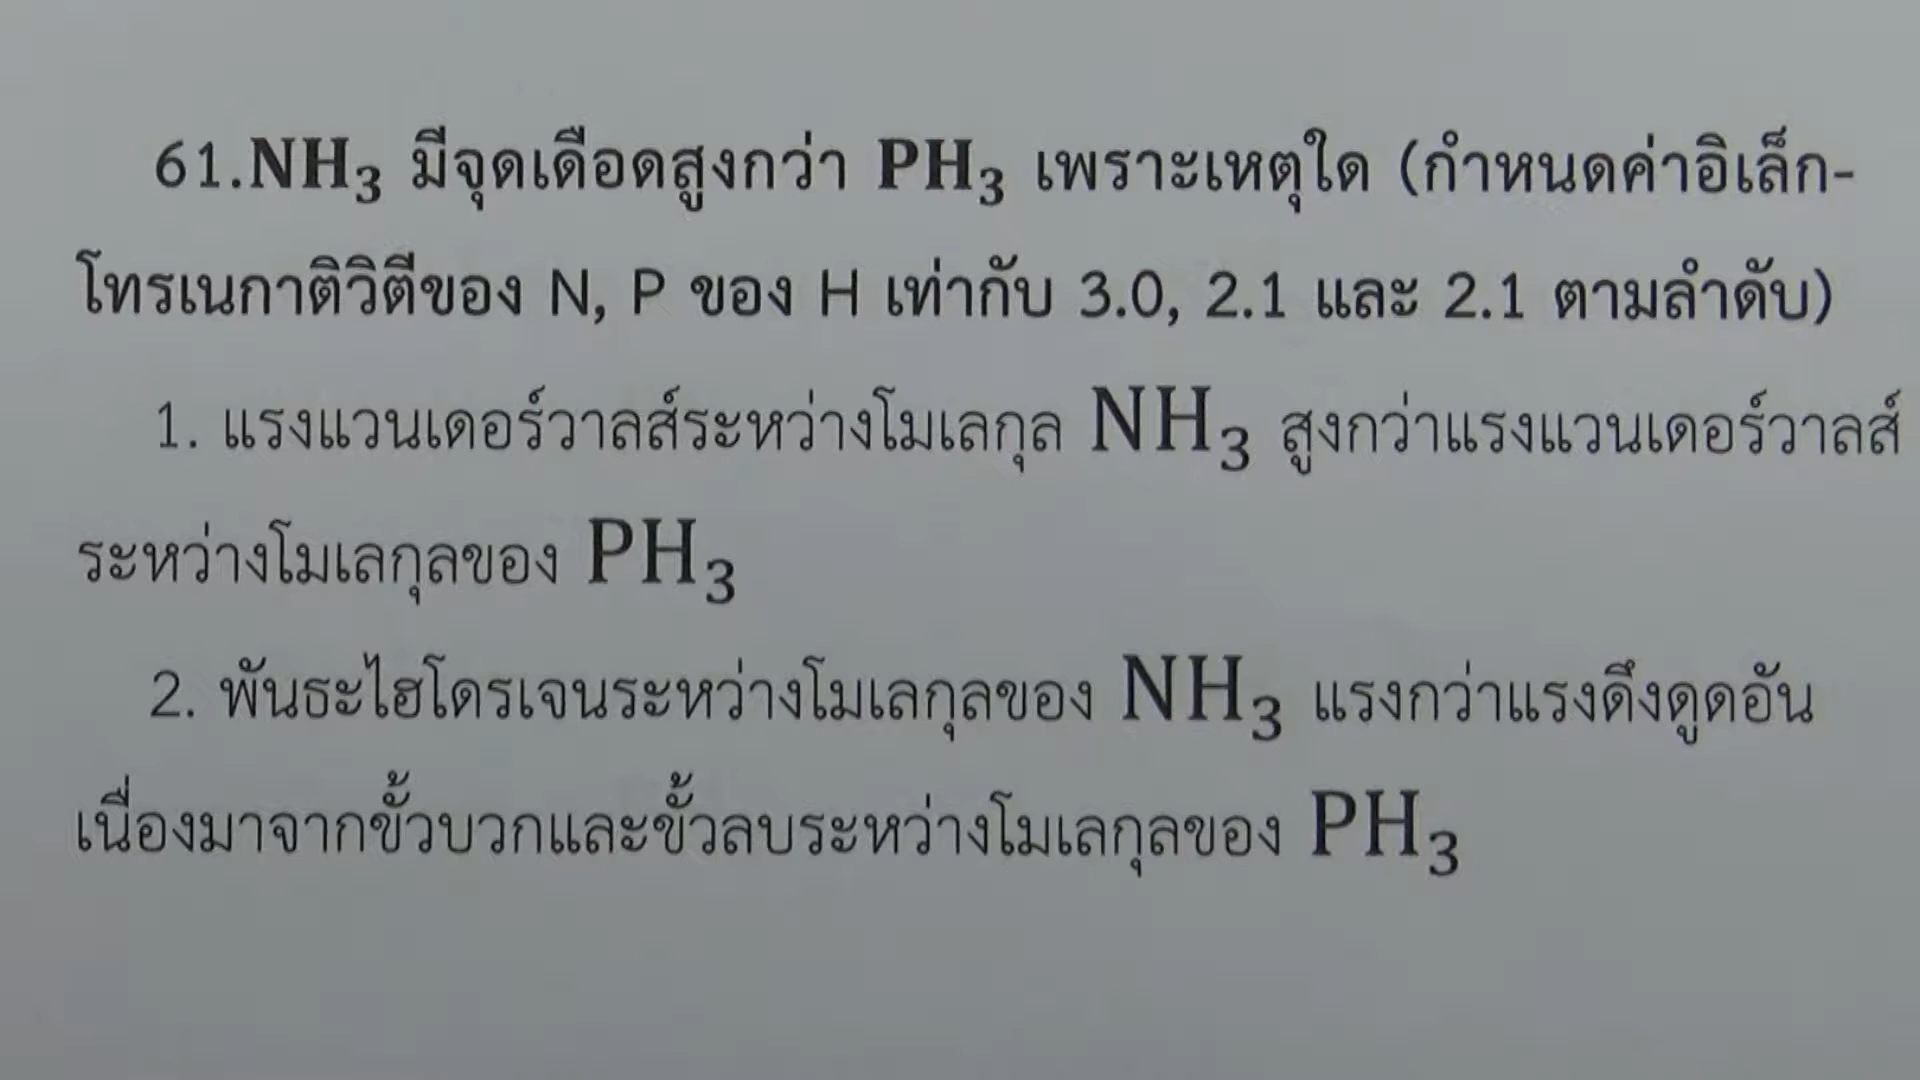 61.NH₃ มีจุดเดือดสูงกว่า PH₃ เพราะเหตุใด (กำหนดค่าอิเล็ก-
โทรเนกาติวิตีของ N, P ของ H เท่ากับ 3.0, 2.1 และ 2.1 ตามลำดับ)
1. แรงแวนเดอร์วาลส์ระหว่างโมเลกุล NH₃ สูงกว่าแรงแวนเดอร์วาลส์
ระหว่างโมเลกุลของ PH₃
2. พันธะไฮโดรเจนระหว่างโมเลกุลของ NH₃ แรงกว่าแรงดึงดูดอัน
เนื่องมาจากขั้วบวกและขั้วลบระหว่างโมเลกุลของ PH₃